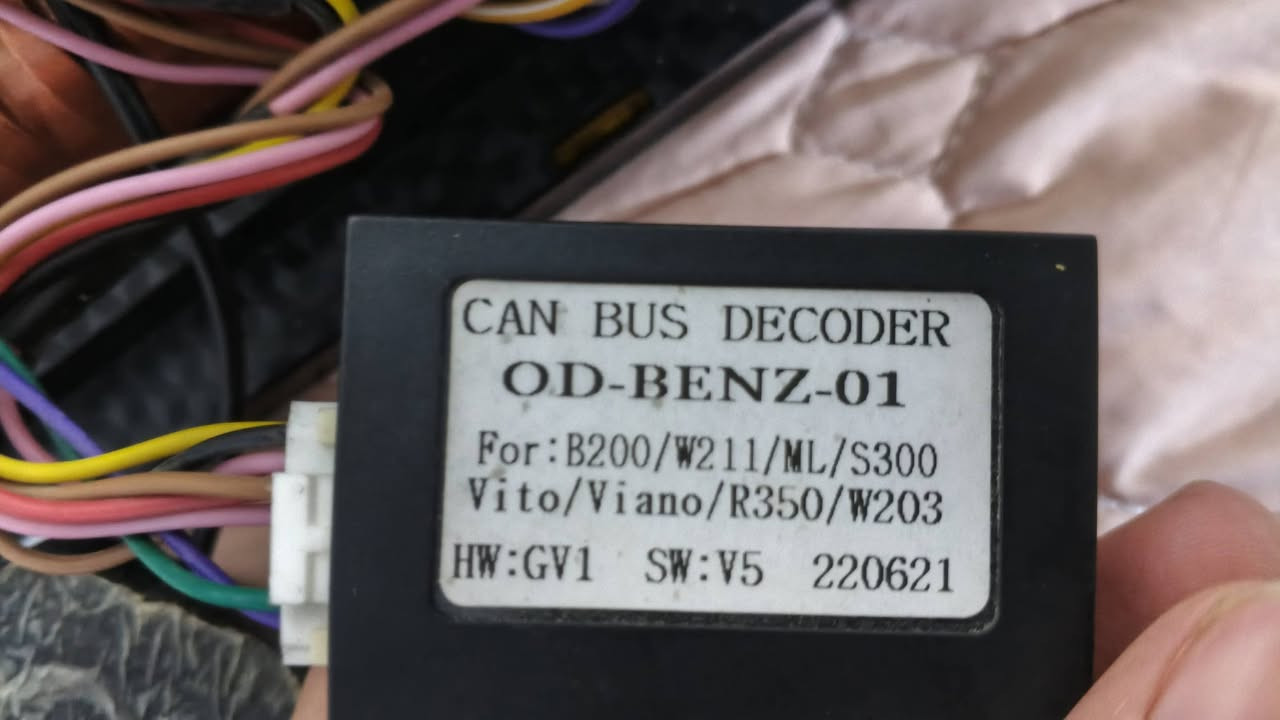 CAN BUS DECODER
OD-BENZ-01
For:B200/W211/ML/S300
Vito/Viano/R350/W203
HW:GV1 SW:V5 220621